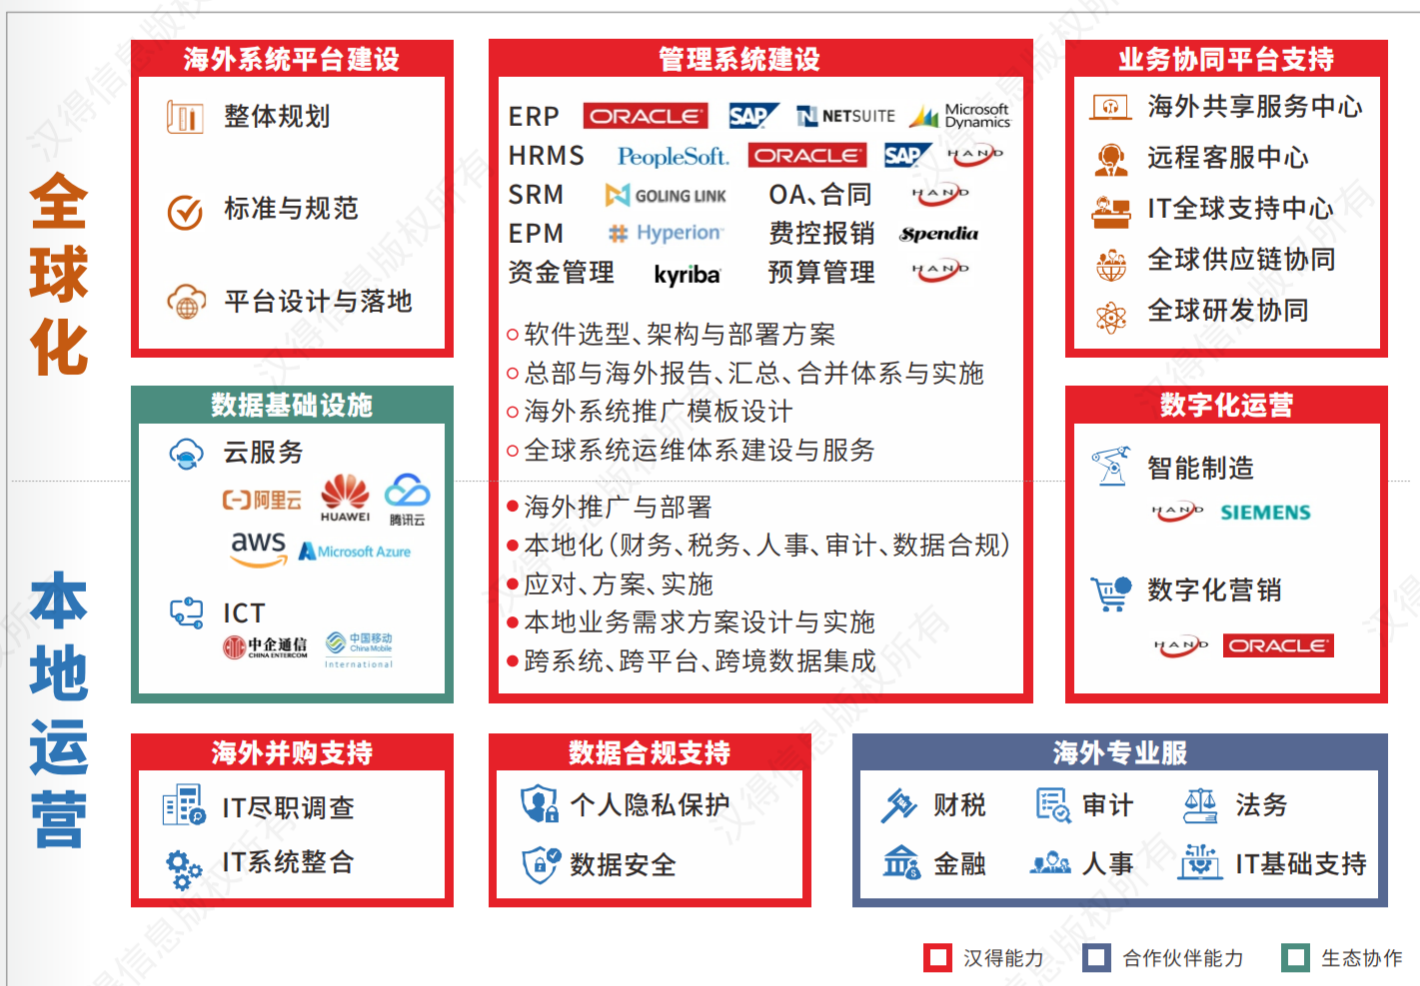 全球化
本地运营
海外系统平台建设
整体规划
标准与规范
平台设计与落地
管理系统建设
ERP ORACLE SAP NETSUITE Microsoft Dynamics
HRMS PeopleSoft. ORACLE SAP HAND
SRM GOLING LINK OA、合同 HAND
EPM Hyperion 费控报销 Spendia
资金管理 kyriba 预算管理 HAND
软件选型、架构与部署方案
总部与海外报告、汇总、合并体系与实施
海外系统推广模板设计
全球系统运维体系建设与服务
海外推广与部署
本地化(财务、税务、人事、审计、数据合规)
应对、方案、实施
本地业务需求方案设计与实施
跨系统、跨平台、跨境数据集成
业务协同平台支持
海外共享服务中心
远程客服中心
IT全球支持中心
全球供应链协同
全球研发协同
数据基础设施
云服务
阿里云 HUAWEI 腾讯云
aws Microsoft Azure
ICT
中企通信 CHINA ENTERCOM
中国移动 China Mobile International
数字化运营
智能制造
HAND SIEMENS
数字化营销
HAND ORACLE
海外并购支持
IT尽职调查
IT系统整合
数据合规支持
个人隐私保护
数据安全
海外专业服
财税 审计 法务
金融 人事 IT基础支持
汉得能力 合作伙伴能力 生态协作
汉得信息版权所有